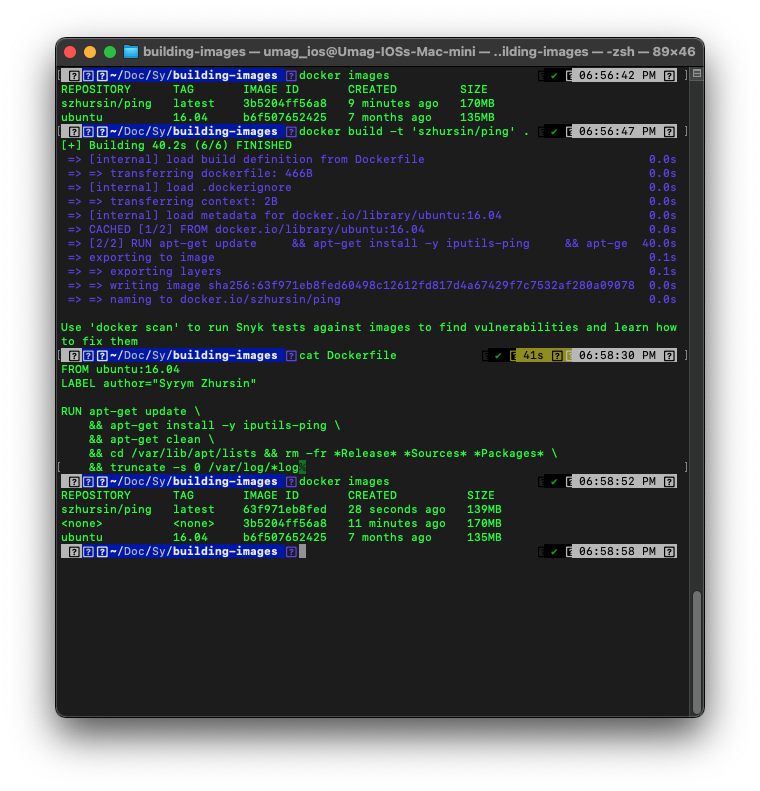 building-images — umag_ios@Umag-IOSs-Mac-mini — ..ilding-images — -zsh — 89×46
~/Doc/Sy/building-images docker images ✔ 06:56:42 PM
REPOSITORY TAG IMAGE ID CREATED SIZE
szhursin/ping latest 3b5204ff56a8 9 minutes ago 170MB
ubuntu 16.04 b6f507652425 7 months ago 135MB
~/Doc/Sy/building-images docker build -t 'szhursin/ping' . ✔ 06:56:47 PM
[+] Building 40.2s (6/6) FINISHED
=> [internal] load build definition from Dockerfile 0.0s
=> => transferring dockerfile: 466B 0.0s
=> [internal] load .dockerignore 0.0s
=> => transferring context: 2B 0.0s
=> [internal] load metadata for docker.io/library/ubuntu:16.04 0.0s
=> CACHED [1/2] FROM docker.io/library/ubuntu:16.04 0.0s
=> [2/2] RUN apt-get update && apt-get install -y iputils-ping && apt-ge 40.0s
=> exporting to image 0.1s
=> => exporting layers 0.1s
=> => writing image sha256:63f971eb8fed60498c12612fd817d4a67429f7c7532af280a09078 0.0s
=> => naming to docker.io/szhursin/ping 0.0s
Use 'docker scan' to run Snyk tests against images to find vulnerabilities and learn how
to fix them
~/Doc/Sy/building-images cat Dockerfile ✔ 41s 06:58:30 PM
FROM ubuntu:16.04
LABEL author="Syrym Zhursin"
RUN apt-get update \
&& apt-get install -y iputils-ping \
&& apt-get clean \
&& cd /var/lib/apt/lists && rm -fr *Release* *Sources* *Packages* \
&& truncate -s 0 /var/log/*log%
~/Doc/Sy/building-images docker images ✔ 06:58:52 PM
REPOSITORY TAG IMAGE ID CREATED SIZE
szhursin/ping latest 63f971eb8fed 28 seconds ago 139MB
<none> <none> 3b5204ff56a8 11 minutes ago 170MB
ubuntu 16.04 b6f507652425 7 months ago 135MB
~/Doc/Sy/building-images ✔ 06:58:58 PM